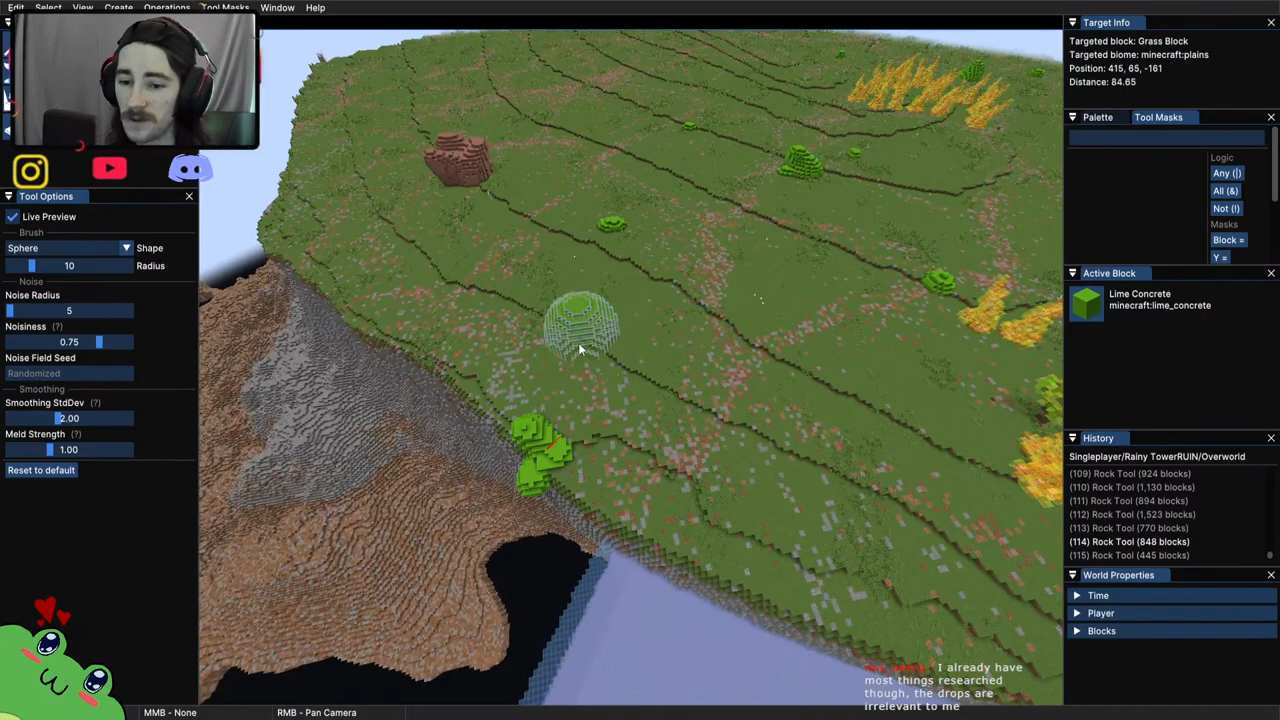 Edit Select View Create Operations Tool Masks Window Help
Target Info
Targeted block: Grass Block
Targeted biome: minecraft:plains
Position: 415, 65, -161
Distance: 84.65
Palette Tool Masks
Logic
Any (|)
All (&)
Not (!)
Masks
Block =
Y =
Tool Options
Live Preview
Brush
Sphere Shape
10 Radius
Noise
Noise Radius
5
Noisiness (?)
0.75
Noise Field Seed
Randomized
Smoothing
Smoothing StdDev (?)
2.00
Meld Strength (?)
1.00
Reset to default
Active Block
Lime Concrete
minecraft:lime_concrete
History
Singleplayer/Rainy TowerRUIN/Overworld
(109) Rock Tool (924 blocks)
(110) Rock Tool (1,130 blocks)
(111) Rock Tool (894 blocks)
(112) Rock Tool (1,523 blocks)
(113) Rock Tool (770 blocks)
(114) Rock Tool (848 blocks)
(115) Rock Tool (445 blocks)
World Properties
Time
Player
Blocks
I already have
most things researched
though, the drops are
irrelevant to me
MMB - None RMB - Pan Camera